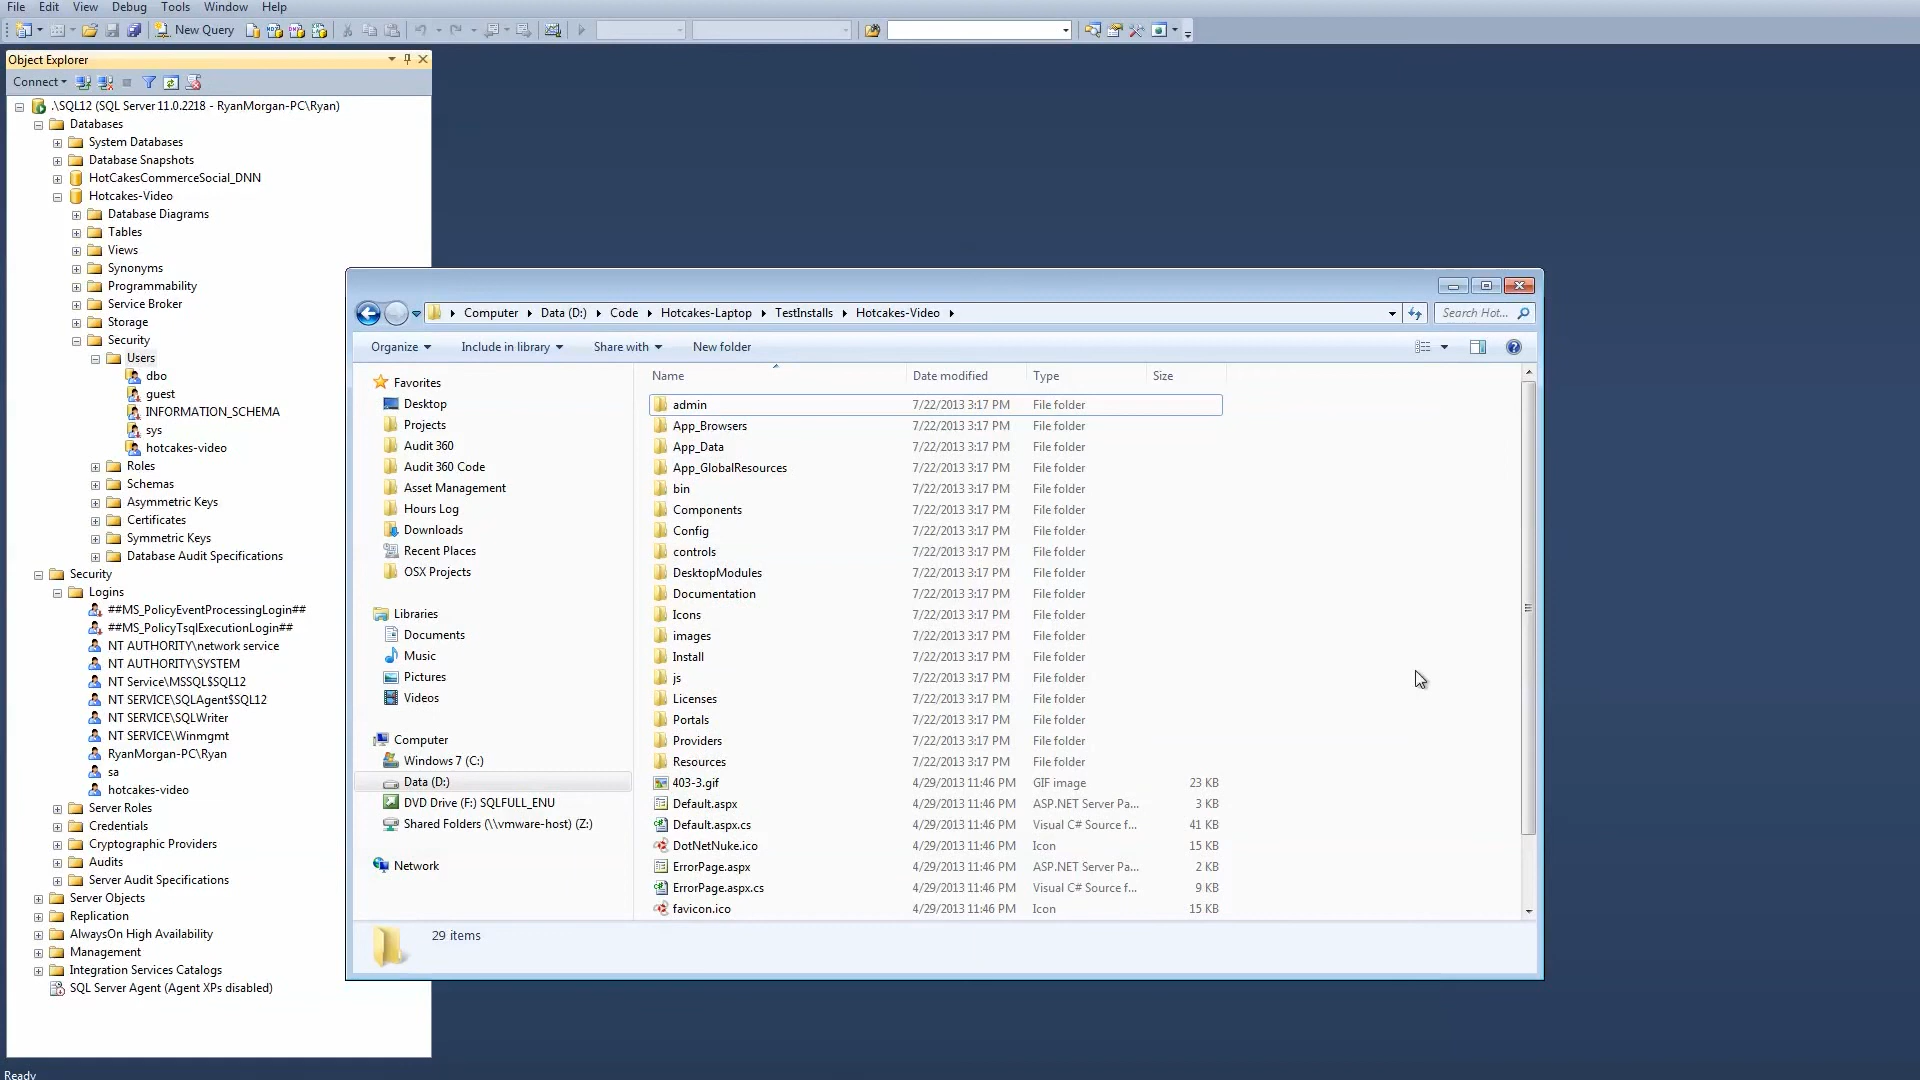 File Edit View Debug Tools Window Help
New Query
Object Explorer
Connect
.\SQL12 (SQL Server 11.0.2218 - RyanMorgan-PC\Ryan)
Databases
System Databases
Database Snapshots
HotCakesCommerceSocial_DNN
Hotcakes-Video
Database Diagrams
Tables
Views
Synonyms
Programmability
Service Broker
Storage
Security
Users
dbo
guest
INFORMATION_SCHEMA
sys
hotcakes-video
Roles
Schemas
Asymmetric Keys
Certificates
Symmetric Keys
Database Audit Specifications
Security
Logins
##MS_PolicyEventProcessingLogin##
##MS_PolicyTsqlExecutionLogin##
NT AUTHORITY\network service
NT AUTHORITY\SYSTEM
NT Service\MSSQL$SQL12
NT SERVICE\SQLAgent$SQL12
NT SERVICE\SQLWriter
NT SERVICE\Winmgmt
RyanMorgan-PC\Ryan
sa
hotcakes-video
Server Roles
Credentials
Cryptographic Providers
Audits
Server Audit Specifications
Server Objects
Replication
AlwaysOn High Availability
Management
Integration Services Catalogs
SQL Server Agent (Agent XPs disabled)
Ready
Computer Data (D:) Code Hotcakes-Laptop TestInstalls Hotcakes-Video
Search Hot...
Organize Include in library Share with New folder
Favorites
Desktop
Projects
Audit 360
Audit 360 Code
Asset Management
Hours Log
Downloads
Recent Places
OSX Projects
Libraries
Documents
Music
Pictures
Videos
Computer
Windows 7 (C:)
Data (D:)
DVD Drive (F:) SQLFULL_ENU
Shared Folders (\\vmware-host) (Z:)
Network
Name Date modified Type Size
admin 7/22/2013 3:17 PM File folder
App_Browsers 7/22/2013 3:17 PM File folder
App_Data 7/22/2013 3:17 PM File folder
App_GlobalResources 7/22/2013 3:17 PM File folder
bin 7/22/2013 3:17 PM File folder
Components 7/22/2013 3:17 PM File folder
Config 7/22/2013 3:17 PM File folder
controls 7/22/2013 3:17 PM File folder
DesktopModules 7/22/2013 3:17 PM File folder
Documentation 7/22/2013 3:17 PM File folder
Icons 7/22/2013 3:17 PM File folder
images 7/22/2013 3:17 PM File folder
Install 7/22/2013 3:17 PM File folder
js 7/22/2013 3:17 PM File folder
Licenses 7/22/2013 3:17 PM File folder
Portals 7/22/2013 3:17 PM File folder
Providers 7/22/2013 3:17 PM File folder
Resources 7/22/2013 3:17 PM File folder
403-3.gif 4/29/2013 11:46 PM GIF image 23 KB
Default.aspx 4/29/2013 11:46 PM ASP.NET Server Pa... 3 KB
Default.aspx.cs 4/29/2013 11:46 PM Visual C# Source f... 41 KB
DotNetNuke.ico 4/29/2013 11:46 PM Icon 15 KB
ErrorPage.aspx 4/29/2013 11:46 PM ASP.NET Server Pa... 2 KB
ErrorPage.aspx.cs 4/29/2013 11:46 PM Visual C# Source f... 9 KB
favicon.ico 4/29/2013 11:46 PM Icon 15 KB
29 items